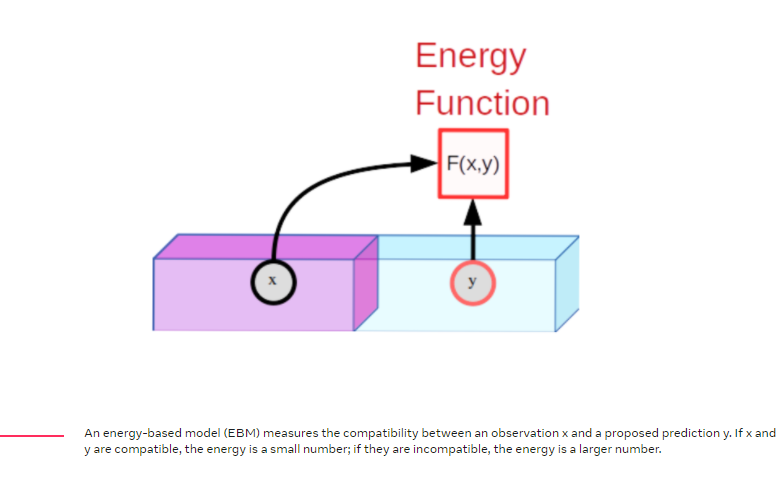 Energy
Function
F(x,y)
x
y
An energy-based model (EBM) measures the compatibility between an observation x and a proposed prediction y. If x and
y are compatible, the energy is a small number; if they are incompatible, the energy is a larger number.